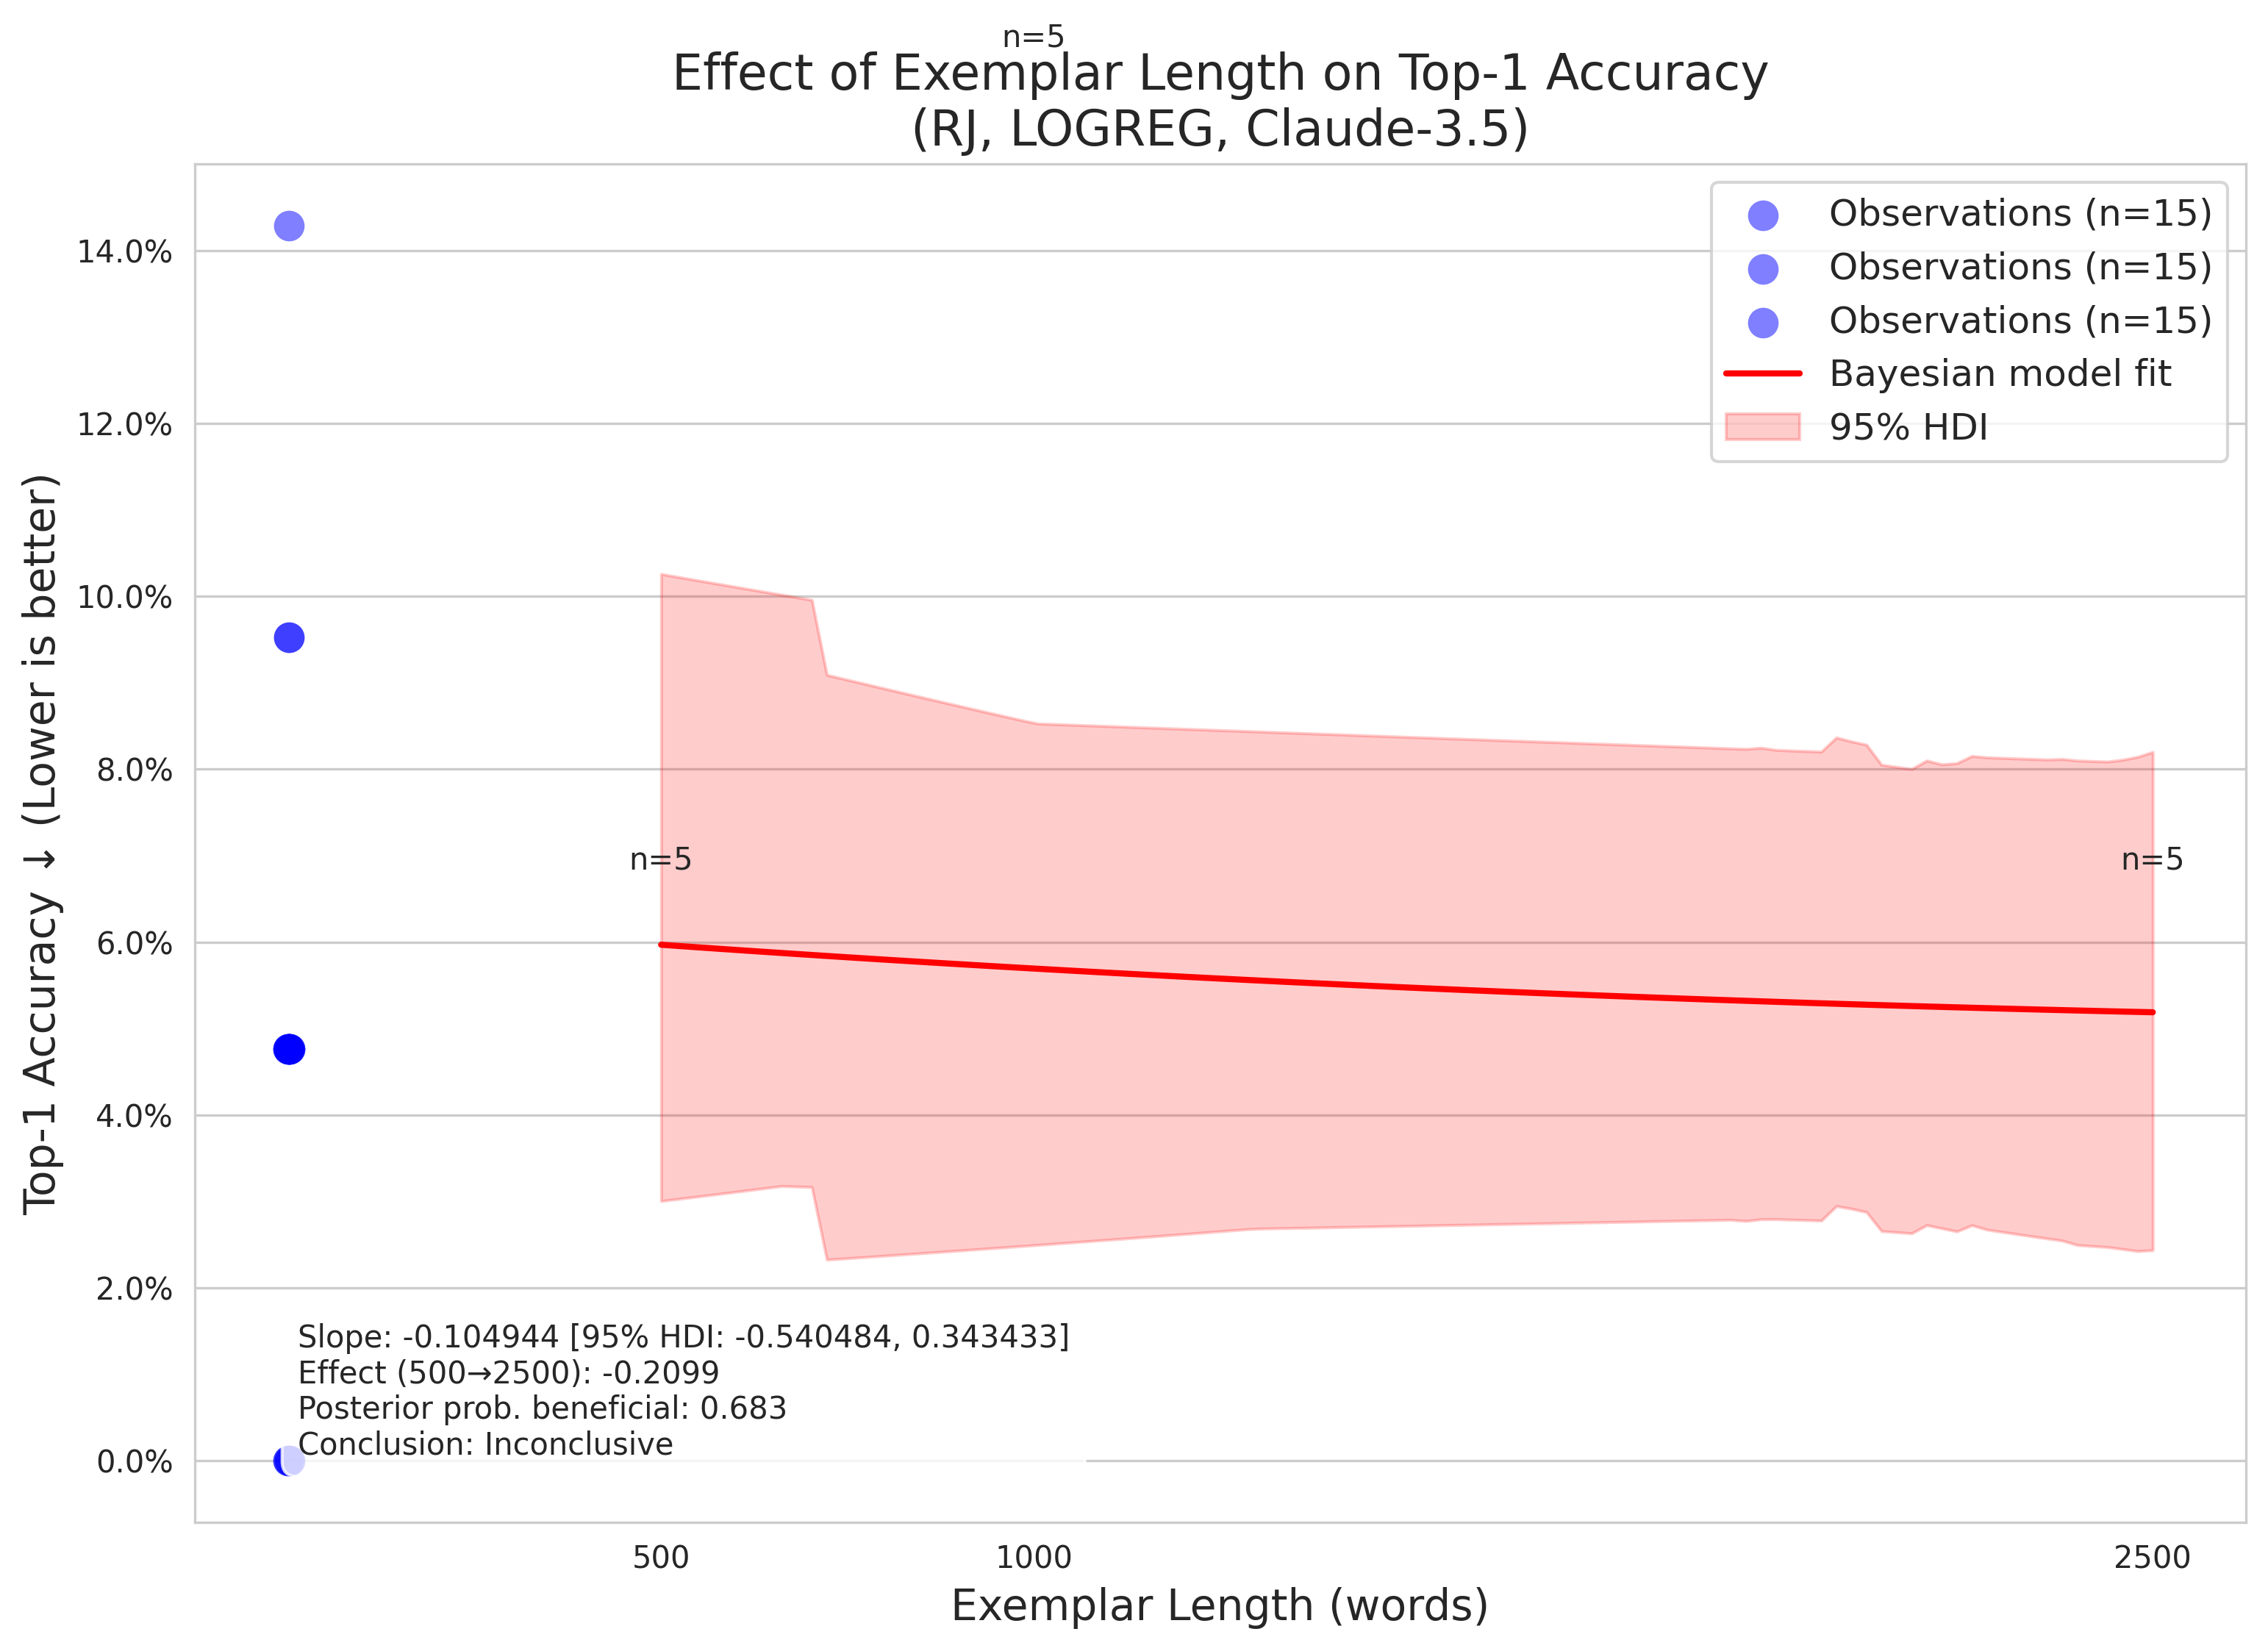 n=5
Effect of Exemplar Length on Top-1 Accuracy
(RJ, LOGREG, Claude-3.5)
Observations (n=15)
Observations (n=15)
Observations (n=15)
Bayesian model fit
95% HDI
Top-1 Accuracy ↓ (Lower is better)
14.0%
12.0%
10.0%
8.0%
6.0%
4.0%
2.0%
0.0%
n=5
n=5
Slope: -0.104944 [95% HDI: -0.540484, 0.343433]
Effect (500→2500): -0.2099
Posterior prob. beneficial: 0.683
Conclusion: Inconclusive
500
1000
2500
Exemplar Length (words)